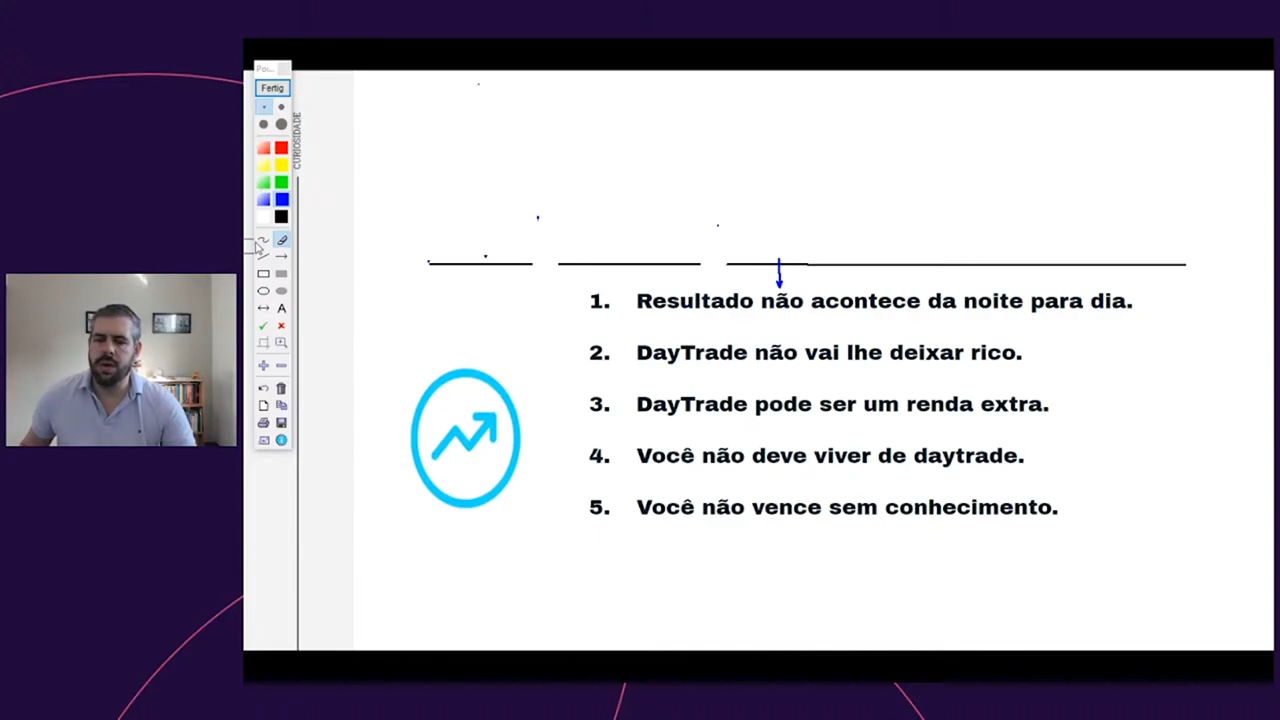 Fertig
A
CURIOSIDADE
1. Resultado não acontece da noite para dia.
2. DayTrade não vai lhe deixar rico.
3. DayTrade pode ser um renda extra.
4. Você não deve viver de daytrade.
5. Você não vence sem conhecimento.